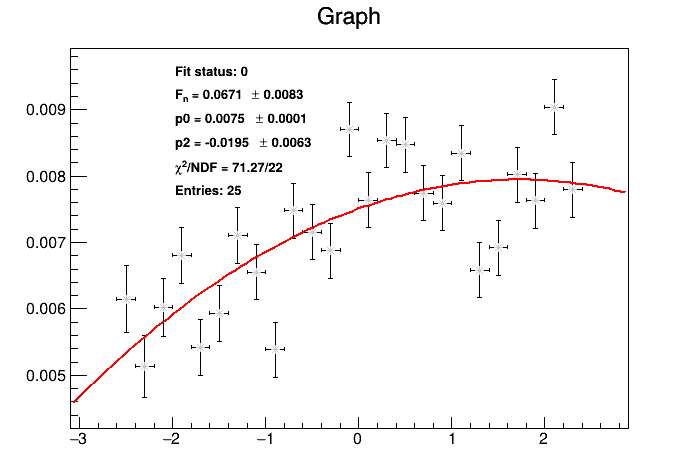 Graph
Fit status: 0
Fn = 0.0671 ± 0.0083
p0 = 0.0075 ± 0.0001
p2 = -0.0195 ± 0.0063
χ²/NDF = 71.27/22
Entries: 25
0.009
0.008
0.007
0.006
0.005
−3 −2 −1 0 1 2